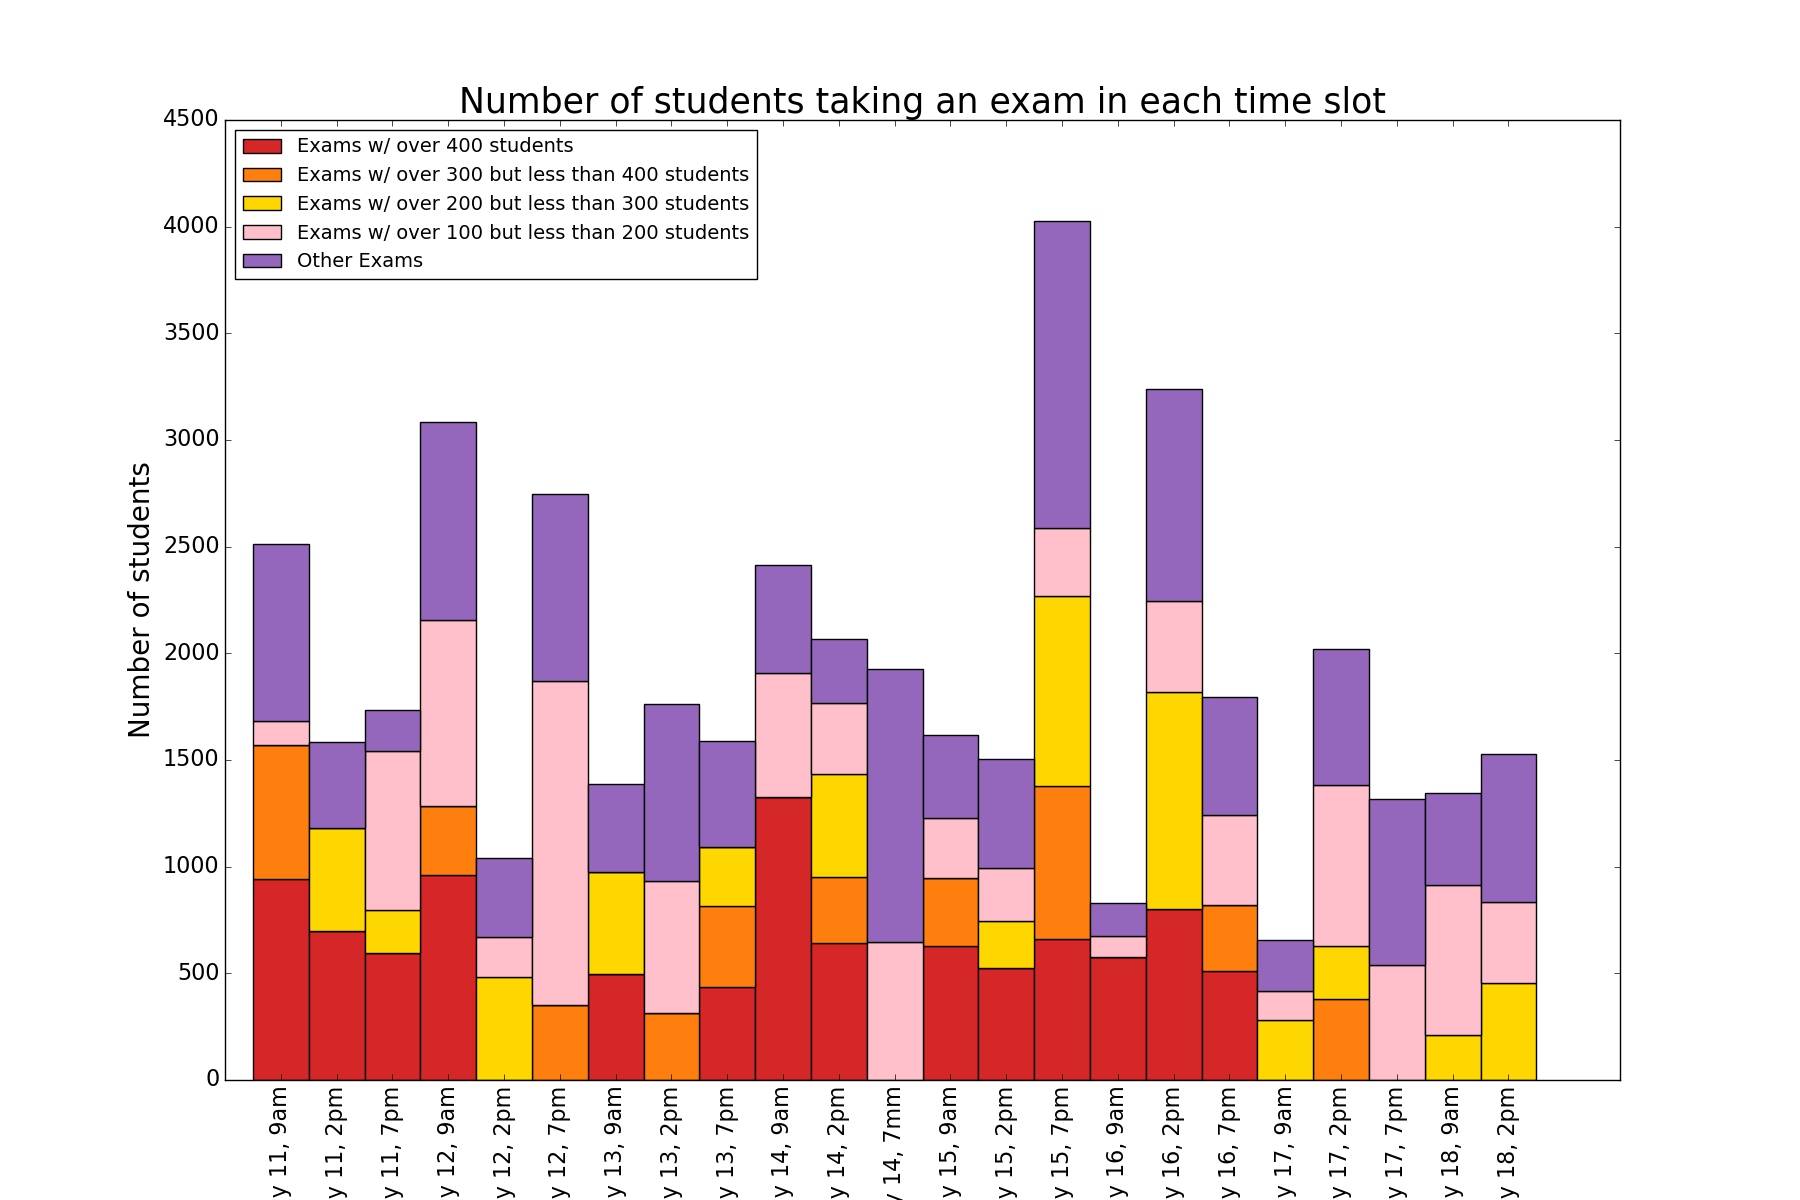 Number of students taking an exam in each time slot
Exams w/ over 400 students
Exams w/ over 300 but less than 400 students
Exams w/ over 200 but less than 300 students
Exams w/ over 100 but less than 200 students
Other Exams
Number of students
4500
4000
3500
3000
2500
2000
1500
1000
500
0
y 11, 9am
y 11, 2pm
y 11, 7pm
y 12, 9am
y 12, 2pm
y 12, 7pm
y 13, 9am
y 13, 2pm
y 13, 7pm
y 14, 9am
y 14, 2pm
y 14, 7mm
y 15, 9am
y 15, 2pm
y 15, 7pm
y 16, 9am
y 16, 2pm
y 16, 7pm
y 17, 9am
y 17, 2pm
y 17, 7pm
y 18, 9am
y 18, 2pm